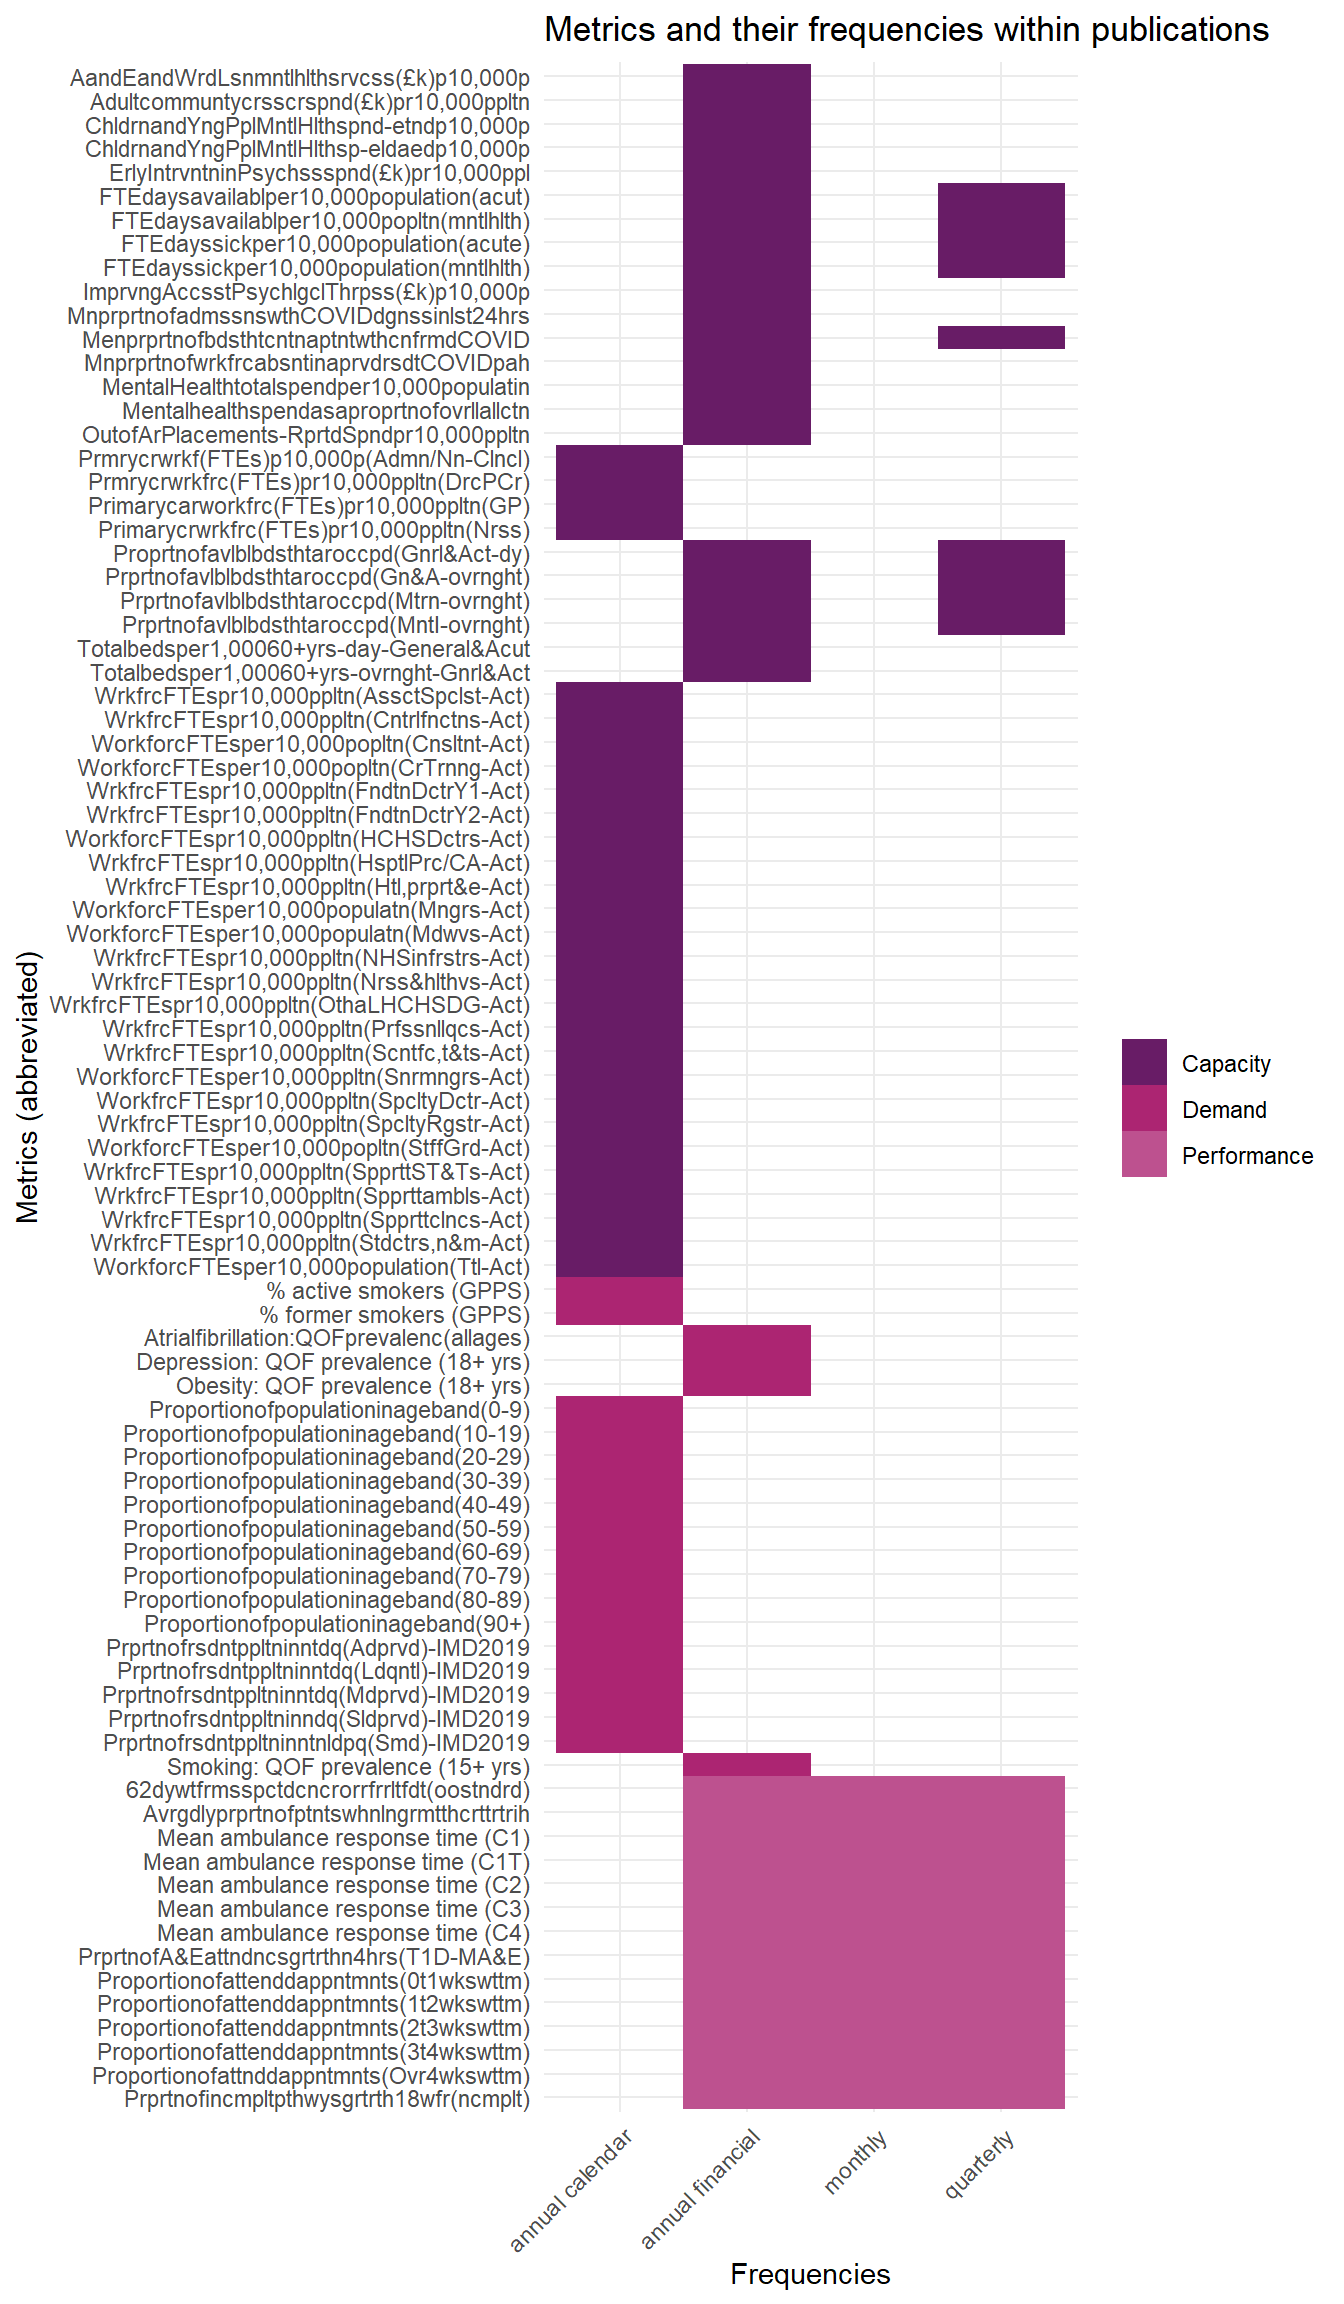 Metrics and their frequencies within publications
AandEandWrdLsnmntlhlthsrvcss(£k)p10,000p
Adultcommuntycrsscrspnd(£k)pr10,000ppltn
ChldrnandYngPplMntlHlthspnd-etndp10,000p
ChldrnandYngPplMntlHlthsp-eldaedp10,000p
ErlyIntrvntninPsychssspnd(£k)pr10,000ppl
FTEdaysavailablper10,000population(acut)
FTEdaysavailablper10,000popltn(mntlhlth)
FTEdayssickper10,000population(acute)
FTEdayssickper10,000population(mntlhlth)
ImprvngAccsstPsychlgclThrpss(£k)p10,000p
MnprprtnofadmssnswthCOVIDdgnssinlst24hrs
MenprprtnofbdsthtcntnaptntwthcnfrmdCOVID
MnprprtnofwrkfrcabsntinaprvdrsdtCOVIDpah
MentalHealthtotalspendper10,000populatin
Mentalhealthspendasaproprtnofovrllallctn
OutofArPlacements-RprtdSpndpr10,000ppltn
Prmrycrwrkf(FTEs)p10,000p(Admn/Nn-Clncl)
Prmrycrwrkfrc(FTEs)pr10,000ppltn(DrcPCr)
Primarycarworkfrc(FTEs)pr10,000ppltn(GP)
Primarycrwrkfrc(FTEs)pr10,000ppltn(Nrss)
Proprtnofavlblbdsthtaroccpd(Gnrl&Act-dy)
Prprtnofavlblbdsthtaroccpd(Gn&A-ovrnght)
Prprtnofavlblbdsthtaroccpd(Mtrn-ovrnght)
Prprtnofavlblbdsthtaroccpd(Mntl-ovrnght)
Totalbedsper1,00060+yrs-day-General&Acut
Totalbedsper1,00060+yrs-ovrnght-Gnrl&Act
WrkfrcFTEspr10,000ppltn(AssctSpclst-Act)
WrkfrcFTEspr10,000ppltn(Cntrlfnctns-Act)
WorkforcFTEsper10,000popltn(Cnsltnt-Act)
WorkforcFTEsper10,000popltn(CrTrnng-Act)
WrkfrcFTEspr10,000ppltn(FndtnDctrY1-Act)
WrkfrcFTEspr10,000ppltn(FndtnDctrY2-Act)
WorkforcFTEspr10,000ppltn(HCHSDctrs-Act)
WrkfrcFTEspr10,000ppltn(HsptlPrc/CA-Act)
WrkfrcFTEspr10,000ppltn(Htl,prprt&e-Act)
WorkforcFTEsper10,000populatn(Mngrs-Act)
WorkforcFTEsper10,000populatn(Mdwvs-Act)
WrkfrcFTEspr10,000ppltn(NHSinfrstrs-Act)
WrkfrcFTEspr10,000ppltn(Nrss&hlthvs-Act)
WrkfrcFTEspr10,000ppltn(OthaLHCHSDG-Act)
WrkfrcFTEspr10,000ppltn(Prfssnllqcs-Act)
WrkfrcFTEspr10,000ppltn(Scntfc,t&ts-Act)
WorkforcFTEsper10,000ppltn(Snrmngrs-Act)
WorkfrcFTEspr10,000ppltn(SpcltyDctr-Act)
WrkfrcFTEspr10,000ppltn(SpcltyRgstr-Act)
WorkforcFTEsper10,000popltn(StffGrd-Act)
WrkfrcFTEspr10,000ppltn(SpprttST&Ts-Act)
WrkfrcFTEspr10,000ppltn(Spprttambls-Act)
WrkfrcFTEspr10,000ppltn(Spprttclncs-Act)
WrkfrcFTEspr10,000ppltn(Stdctrs,n&m-Act)
WorkforcFTEsper10,000population(Ttl-Act)
% active smokers (GPPS)
% former smokers (GPPS)
Atrialfibrillation:QOFprevalenc(allages)
Depression: QOF prevalence (18+ yrs)
Obesity: QOF prevalence (18+ yrs)
Proportionofpopulationinageband(0-9)
Proportionofpopulationinageband(10-19)
Proportionofpopulationinageband(20-29)
Proportionofpopulationinageband(30-39)
Proportionofpopulationinageband(40-49)
Proportionofpopulationinageband(50-59)
Proportionofpopulationinageband(60-69)
Proportionofpopulationinageband(70-79)
Proportionofpopulationinageband(80-89)
Proportionofpopulationinageband(90+)
Prprtnofrsdntppltninntdq(Adprvd)-IMD2019
Prprtnofrsdntppltninntdq(Ldqntl)-IMD2019
Prprtnofrsdntppltninntdq(Mdprvd)-IMD2019
Prprtnofrsdntppltninndq(Sldprvd)-IMD2019
Prprtnofrsdntppltninntnldpq(Smd)-IMD2019
Smoking: QOF prevalence (15+ yrs)
62dywtfrmsspctdcncrorrfrrltfdt(oostndrd)
Avrgdlyprprtnofptntswhnlngrmtthcrttrtrih
Mean ambulance response time (C1)
Mean ambulance response time (C1T)
Mean ambulance response time (C2)
Mean ambulance response time (C3)
Mean ambulance response time (C4)
PrprtnofA&Eattndncsgrtrthn4hrs(T1D-MA&E)
Proportionofattenddappntmnts(0t1wkswttm)
Proportionofattenddappntmnts(1t2wkswttm)
Proportionofattenddappntmnts(2t3wkswttm)
Proportionofattenddappntmnts(3t4wkswttm)
Proportionofattnddappntmnts(Ovr4wkswttm)
Prprtnofincmpltpthwysgrtrth18wfr(ncmplt)
Metrics (abbreviated)
annual calendar
annual financial
monthly
quarterly
Frequencies
Capacity
Demand
Performance